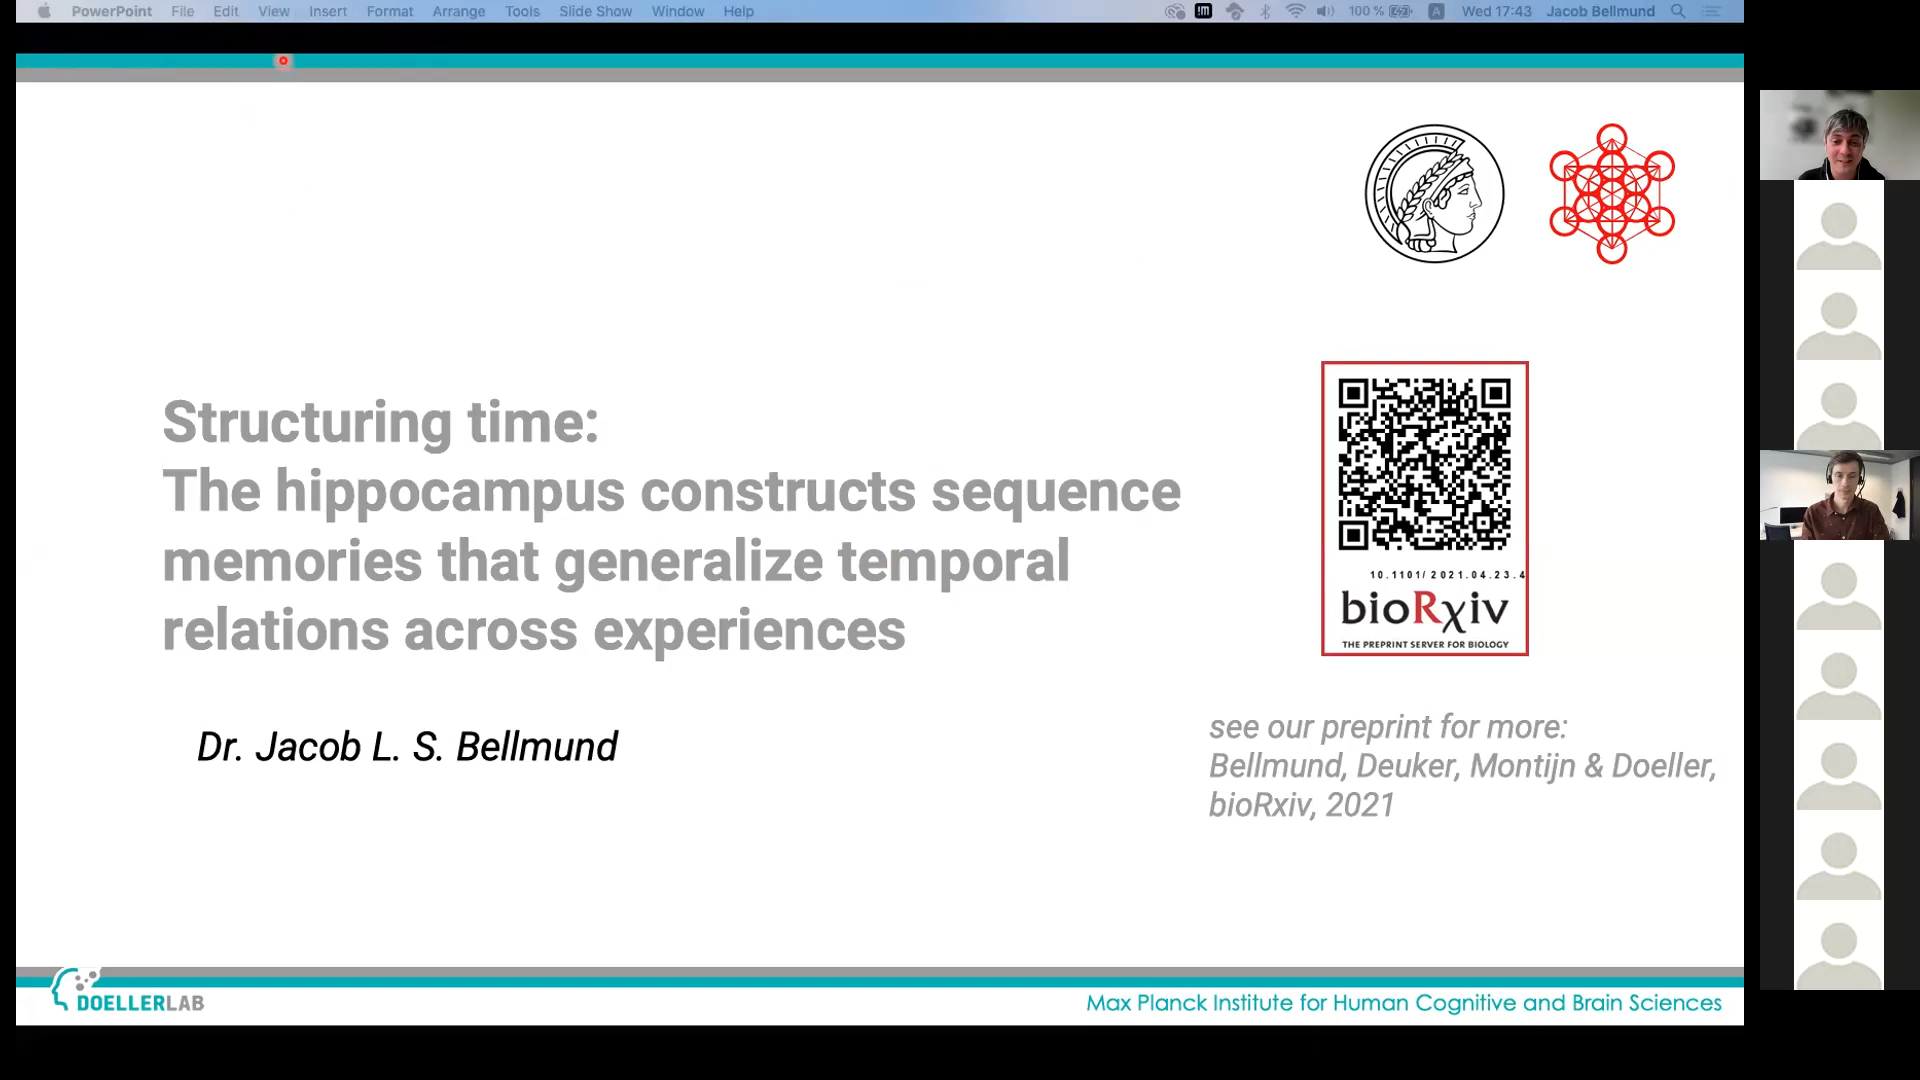 PowerPoint File Edit View Insert Format Arrange Tools Slide Show Window Help 100 % A Wed 17:43 Jacob Bellmund
Structuring time:
The hippocampus constructs sequence
memories that generalize temporal
relations across experiences
Dr. Jacob L. S. Bellmund
10.1101/2021.04.23.4
bioRxiv
THE PREPRINT SERVER FOR BIOLOGY
see our preprint for more:
Bellmund, Deuker, Montijn & Doeller,
bioRxiv, 2021
DOELLERLAB
Max Planck Institute for Human Cognitive and Brain Sciences